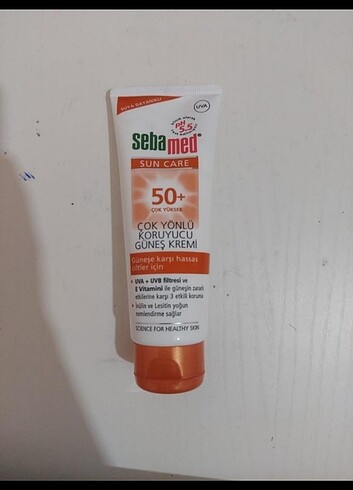 SUYA DAYANIKLI
UVA
pH 5.5
sebamed
SUN CARE
50+
ÇOK YÜKSEK
ÇOK YÖNLÜ
KORUYUCU
GÜNEŞ KREMİ
Güneşe karşı hassas
ciltler için
UVA + UVB filtresi ve
E Vitamini ile güneşin zararlı
etkilerine karşı 3 etkili koruma
İnülin ve Lesitin yoğun
nemlendirme sağlar
SCIENCE FOR HEALTHY SKIN